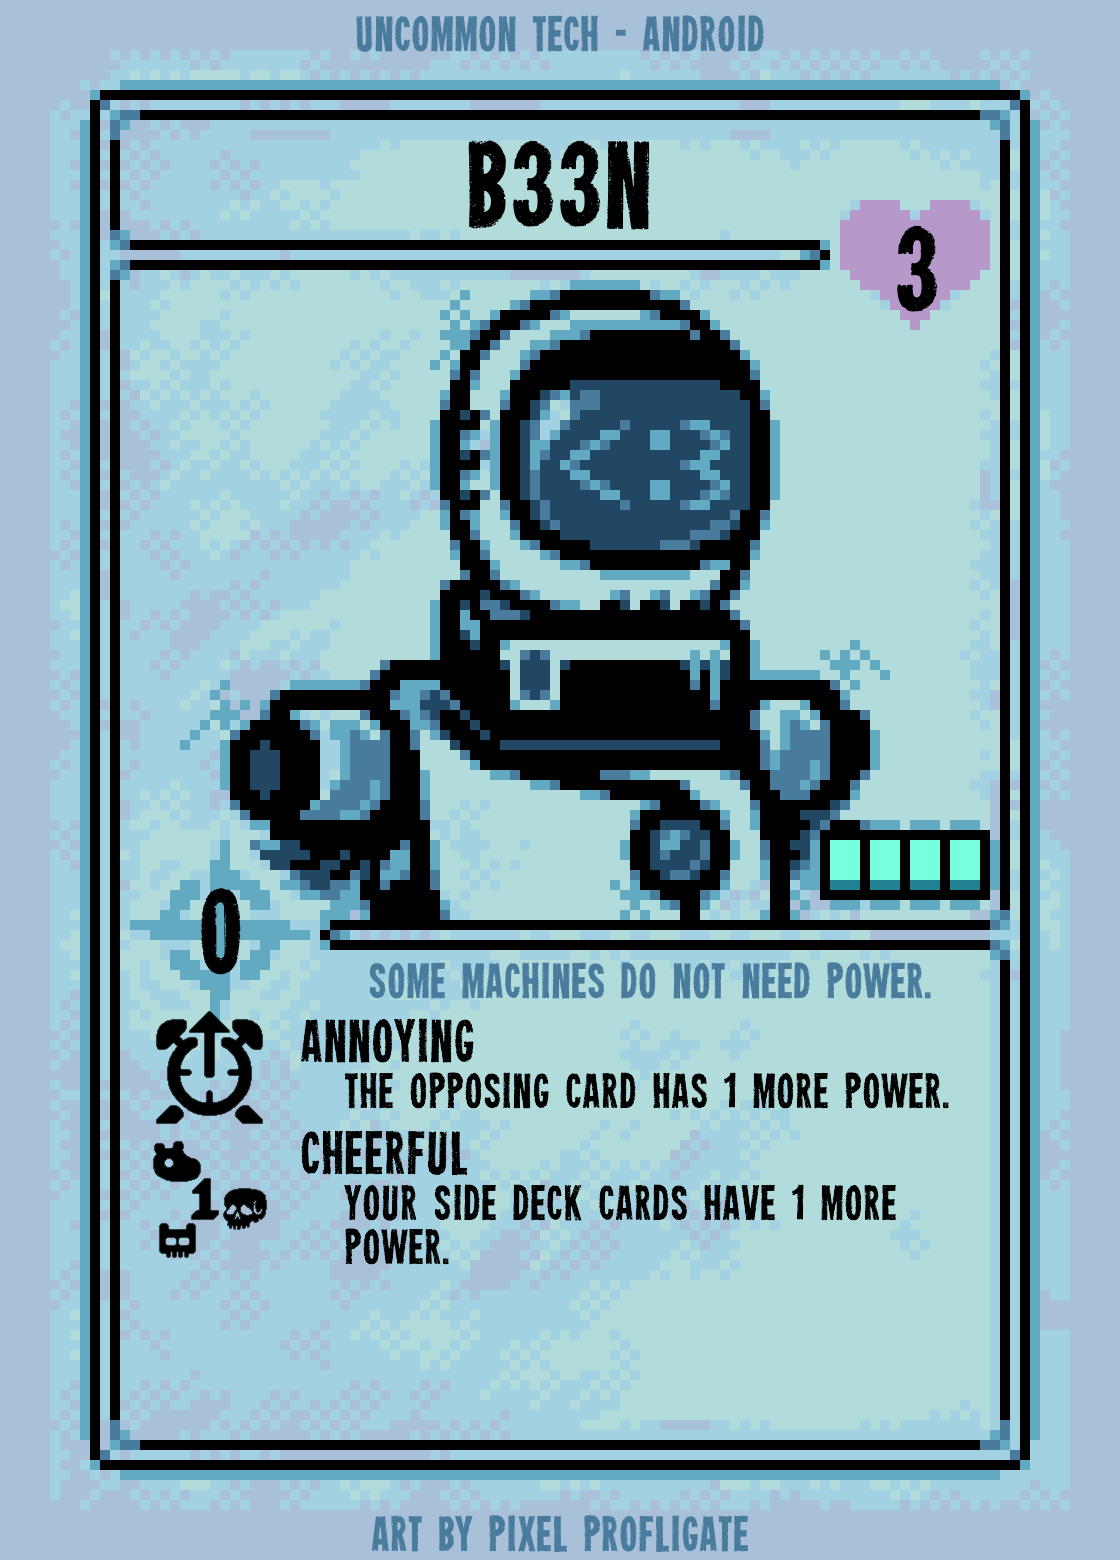 UNCOMMON TECH - ANDROID
B33N
3
<:3
0
SOME MACHINES DO NOT NEED POWER.
ANNOYING
THE OPPOSING CARD HAS 1 MORE POWER.
CHEERFUL
1
YOUR SIDE DECK CARDS HAVE 1 MORE
POWER.
ART BY PIXEL PROFLIGATE